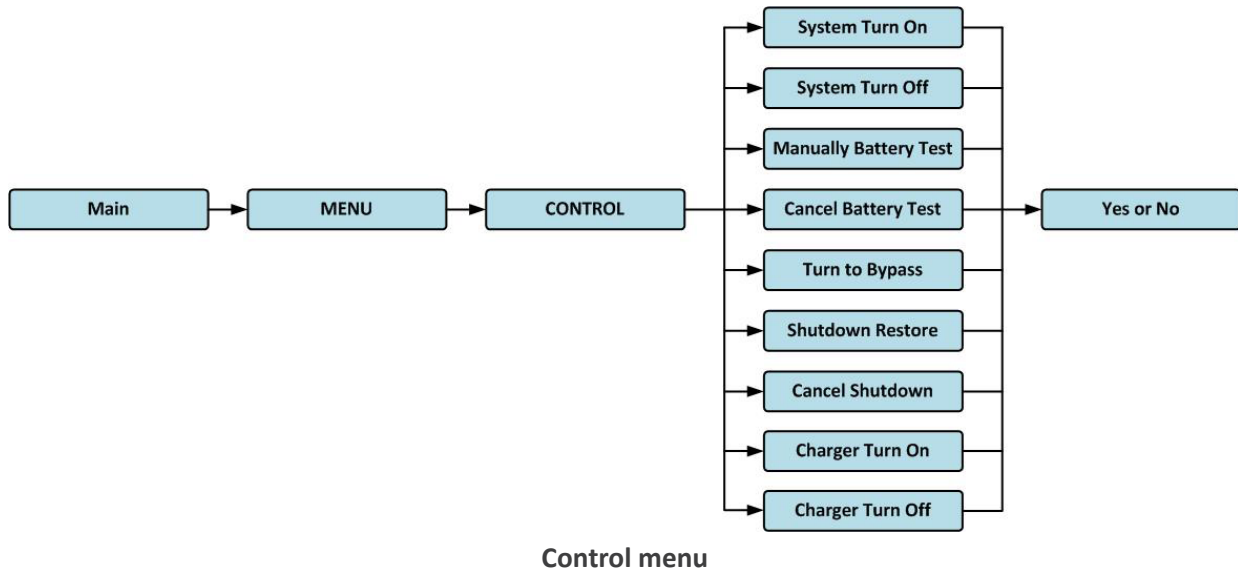 System Turn On
System Turn Off
Manually Battery Test
Main
MENU
CONTROL
Cancel Battery Test
Yes or No
Turn to Bypass
Shutdown Restore
Cancel Shutdown
Charger Turn On
Charger Turn Off
Control menu